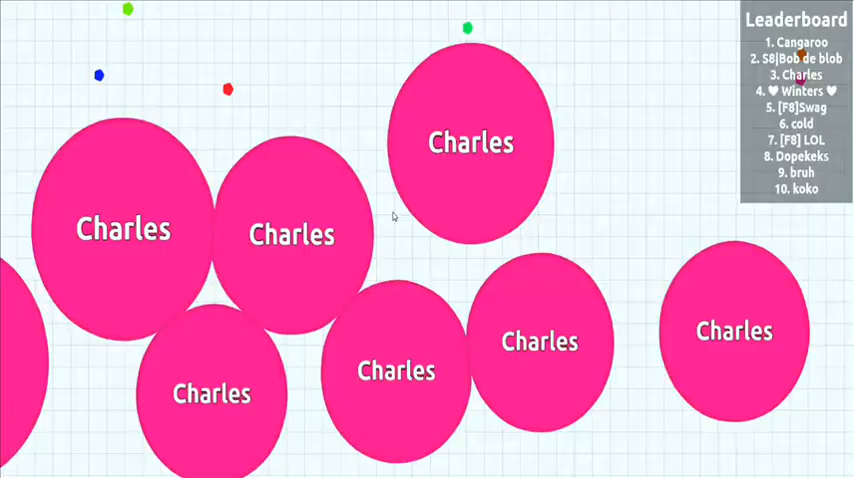 Leaderboard
1. Cangaroo
2. S8|Bob de blob
3. Charles
4. ♥ Winters ♥
5. [F8]Swag
6. cold
7. [F8] LOL
8. Dopekeks
9. bruh
10. koko
Charles
Charles
Charles
Charles
Charles
Charles
Charles